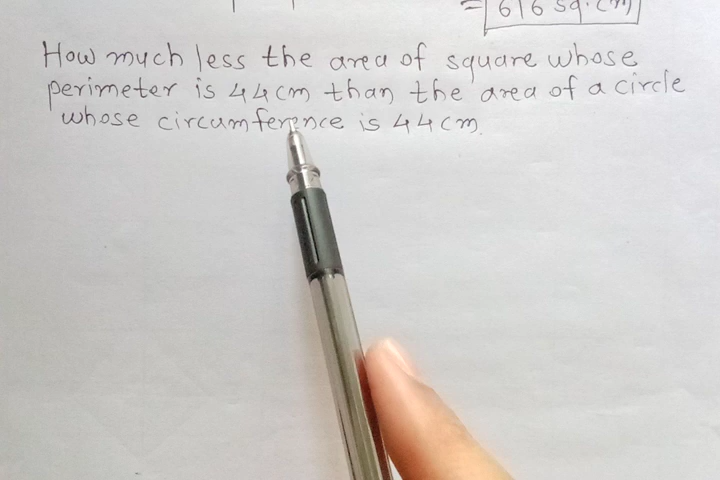 = 616 sq. cm
How much less the area of square whose
perimeter is 44cm than the area of a circle
whose circumference is 44cm.